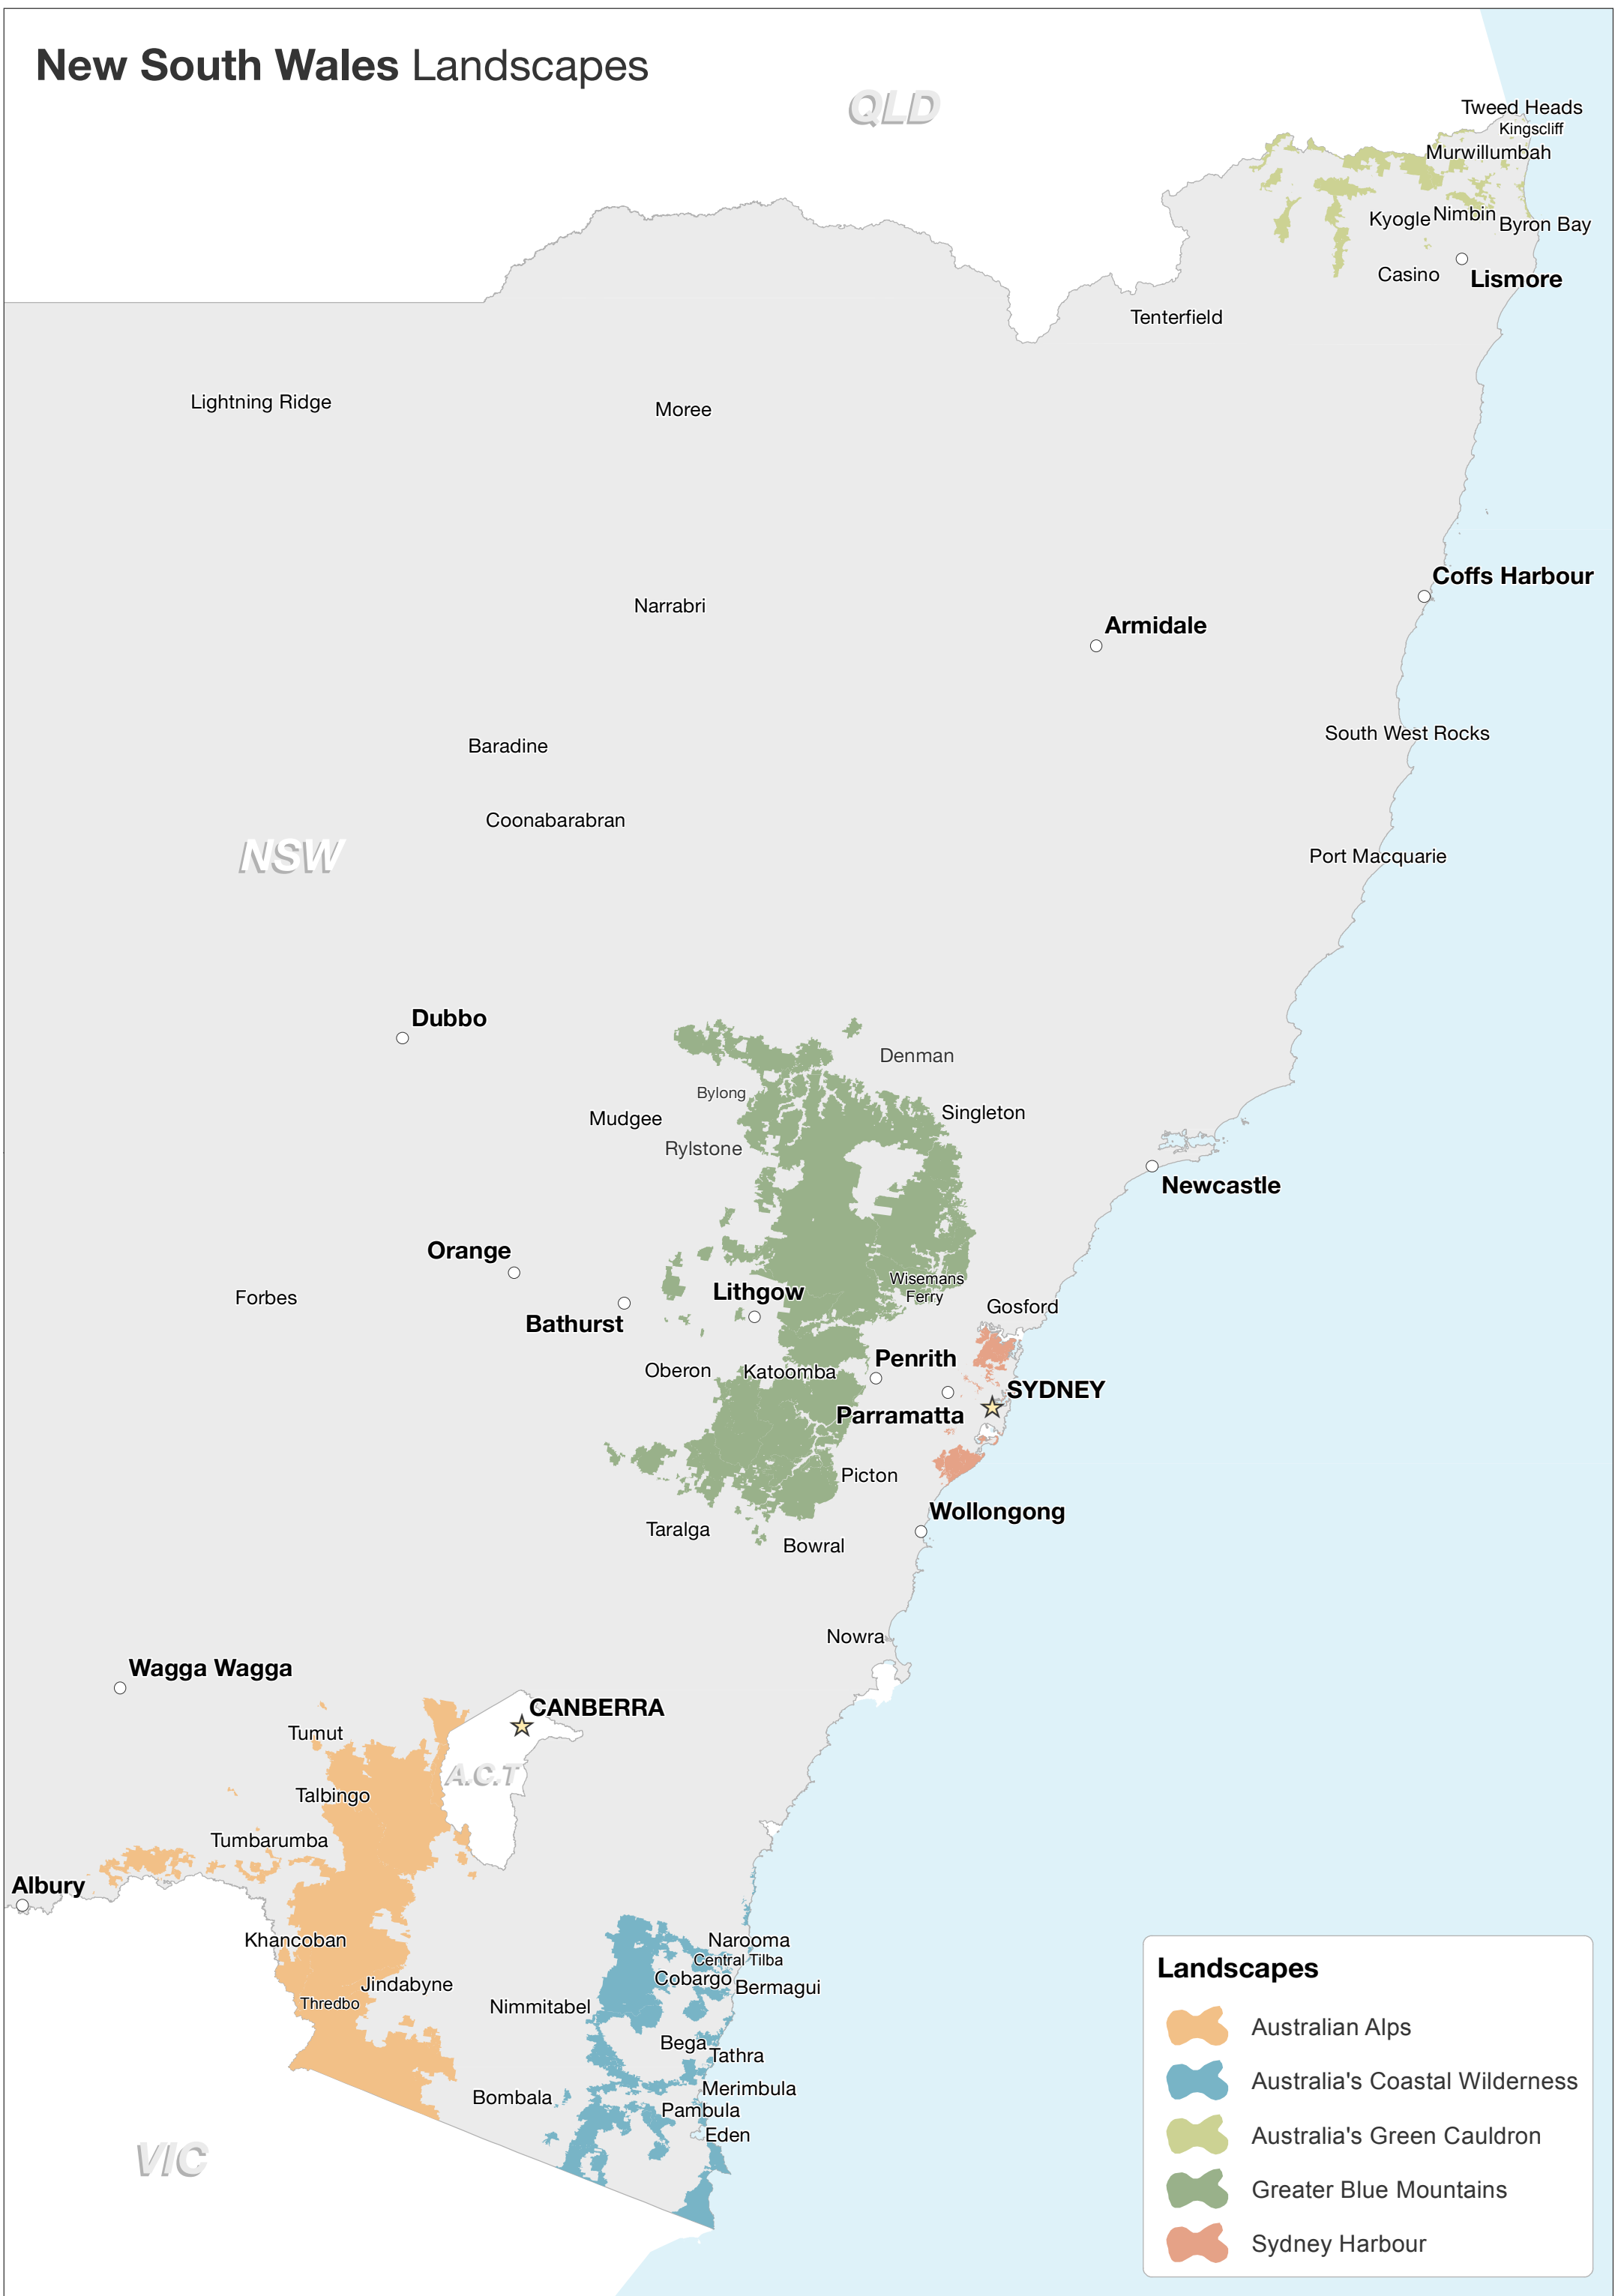 New South Wales Landscapes
QLD
Tweed Heads
Kingscliff
Murwillumbah
Kyogle
Nimbin
Byron Bay
Casino
Lismore
Tenterfield
Lightning Ridge
Moree
Coffs Harbour
Narrabri
Armidale
South West Rocks
Baradine
Coonabarabran
NSW
Port Macquarie
Dubbo
Denman
Bylong
Mudgee
Singleton
Rylstone
Newcastle
Orange
Wisemans
Ferry
Lithgow
Forbes
Gosford
Bathurst
Penrith
Oberon
Katoomba
SYDNEY
Parramatta
Picton
Wollongong
Taralga
Bowral
Nowra
Wagga Wagga
CANBERRA
Tumut
A.C.T
Talbingo
Tumbarumba
Albury
Khancoban
Narooma
Central Tilba
Cobargo
Jindabyne
Bermagui
Thredbo
Nimmitabel
Bega
Tathra
Merimbula
Bombala
Pambula
Eden
VIC
Landscapes
Australian Alps
Australia's Coastal Wilderness
Australia's Green Cauldron
Greater Blue Mountains
Sydney Harbour